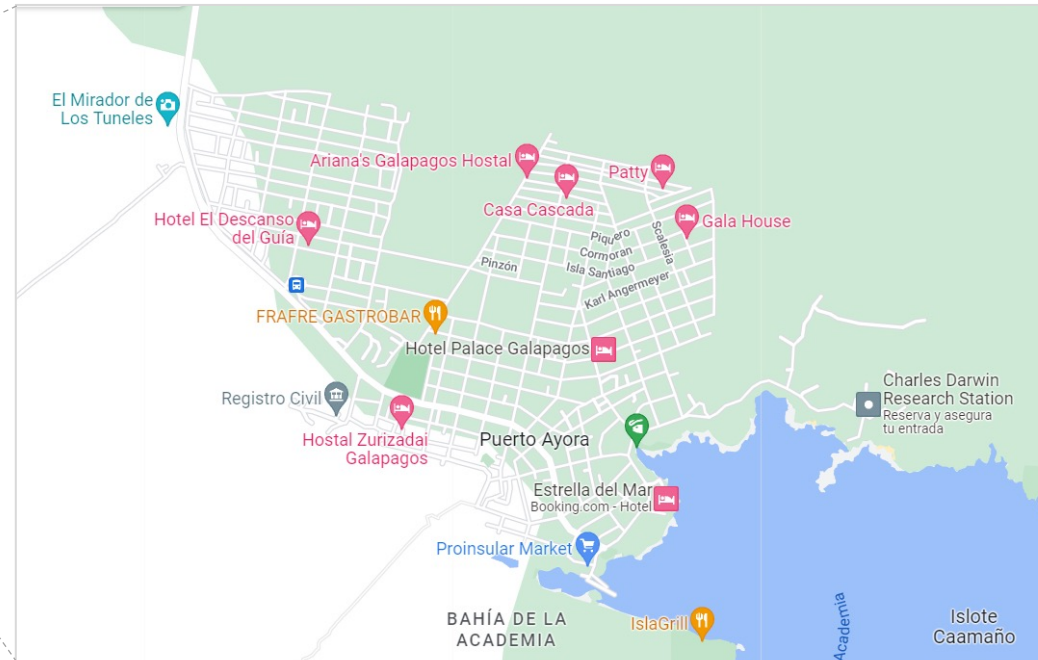 El Mirador de
Los Tuneles
Ariana's Galapagos Hostal
Patty
Casa Cascada
Hotel El Descanso
del Guía
Gala House
Piquero
Scalesia
Cormoran
Pinzón
Isla Santiago
Karl Angermeyer
FRAFRE GASTROBAR
Hotel Palace Galapagos
Charles Darwin
Research Station
Reserva y asegura
tu entrada
Registro Civil
Hostal Zurizadai
Galapagos
Puerto Ayora
Estrella del Mar
Booking.com - Hotel
Proinsular Market
BAHÍA DE LA
ACADEMIA
IslaGrill
Academia
Islote
Caamaño